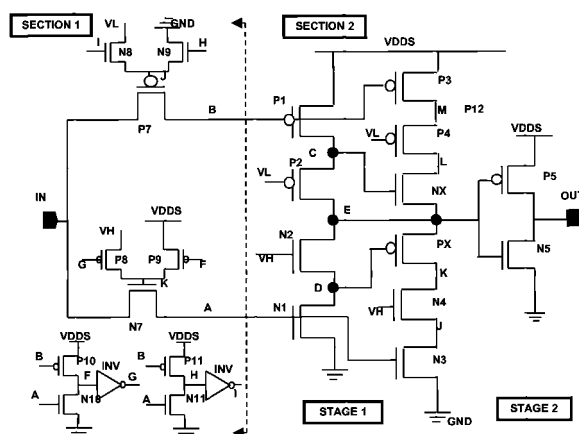 SECTION 1
VL
GND
SECTION 2
VDDS
I
N8
N9
H
J
P7
B
P1
P3
M
P12
VL
P4
C
L
VDDS
P2
VL
NX
P5
IN
OUT
E
VH
VDDS
N2
VH
PX
N5
G
P8
P9
F
K
D
K
N7
A
N1
VH
N4
J
VDDS
VDDS
B
P10
INV
F
G
A
N10
B
P11
INV
H
I
A
N11
N3
STAGE 1
GND
STAGE 2